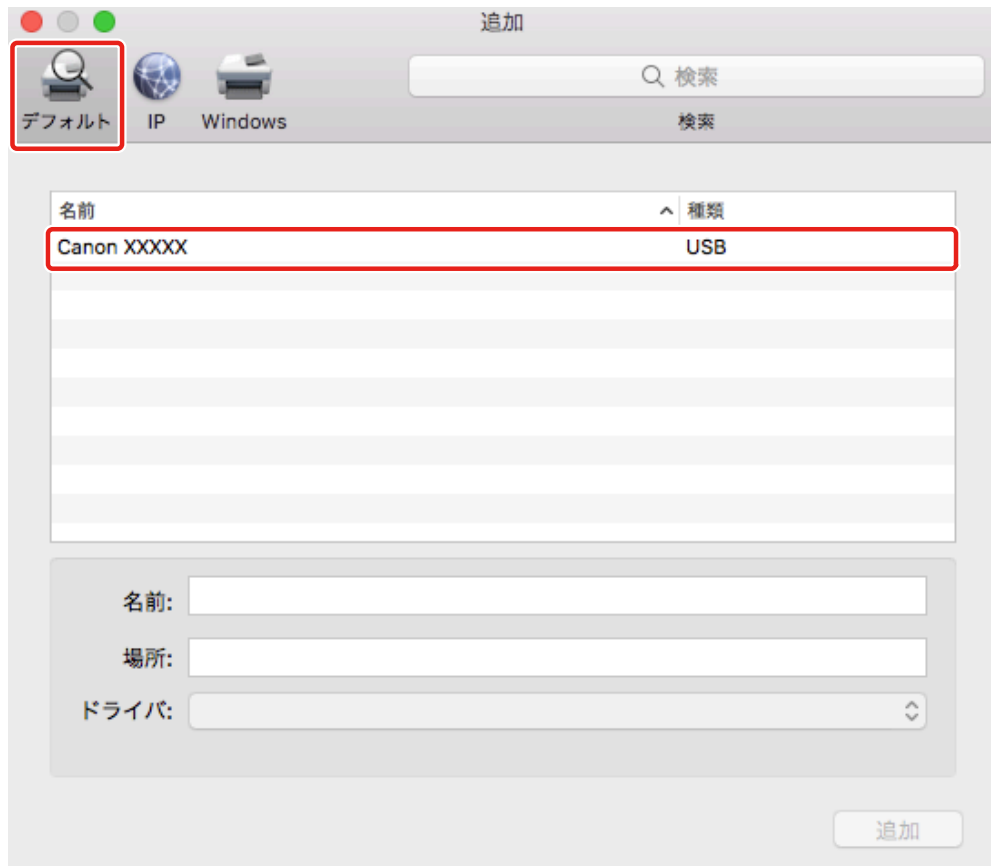 追加
検索
デフォルト IP Windows 検索
名前 種類
Canon XXXXX USB
名前:
場所:
ドライバ:
追加